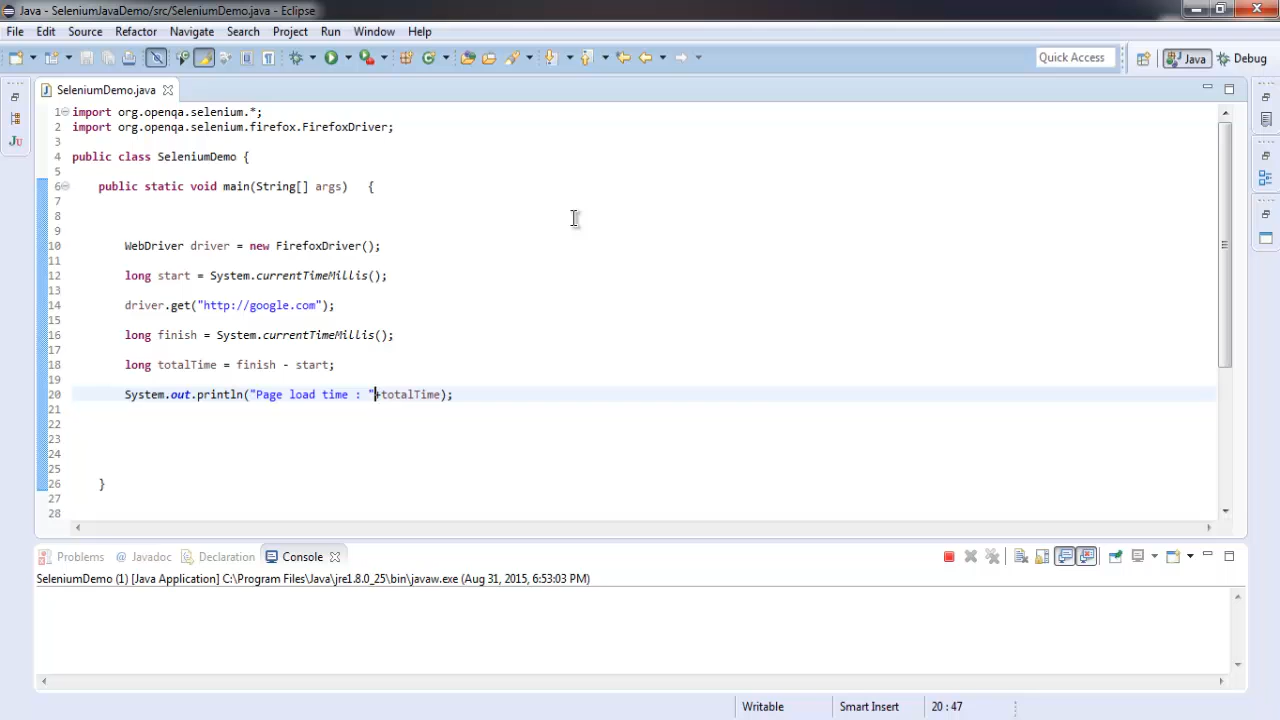 Java - SeleniumJavaDemo/src/SeleniumDemo.java - Eclipse
File Edit Source Refactor Navigate Search Project Run Window Help
Quick Access Java Debug
SeleniumDemo.java
1 import org.openqa.selenium.*;
2 import org.openqa.selenium.firefox.FirefoxDriver;
3
4 public class SeleniumDemo {
5
6 public static void main(String[] args) {
7
8
9
10 WebDriver driver = new FirefoxDriver();
11
12 long start = System.currentTimeMillis();
13
14 driver.get("http://google.com");
15
16 long finish = System.currentTimeMillis();
17
18 long totalTime = finish - start;
19
20 System.out.println("Page load time : "+totalTime);
21
22
23
24
25
26 }
27
28
Problems @ Javadoc Declaration Console
SeleniumDemo (1) [Java Application] C:\Program Files\Java\jre1.8.0_25\bin\javaw.exe (Aug 31, 2015, 6:53:03 PM)
Writable Smart Insert 20 : 47